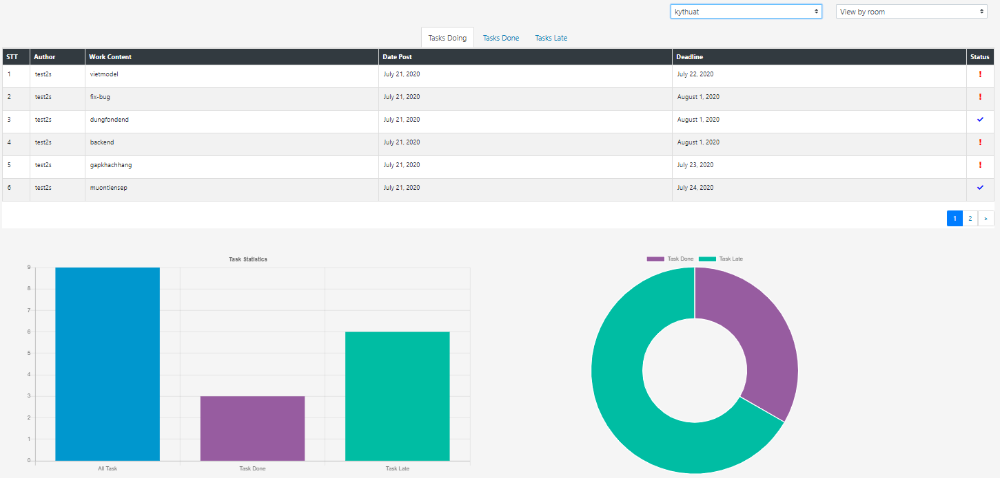 kythuat View by room
Tasks Doing Tasks Done Tasks Late
STT Author Work Content Date Post Deadline Status
1 test2s vietmodel July 21, 2020 July 22, 2020 !
2 test2s fix-bug July 21, 2020 August 1, 2020 !
3 test2s dungfondend July 21, 2020 August 1, 2020
4 test2s backend July 21, 2020 August 1, 2020 !
5 test2s gapkhachhang July 21, 2020 July 23, 2020 !
6 test2s muontiensep July 21, 2020 July 24, 2020
1 2 >
Task Statistics
9
8
7
6
5
4
3
2
1
0
All Task Task Done Task Late
Task Done Task Late